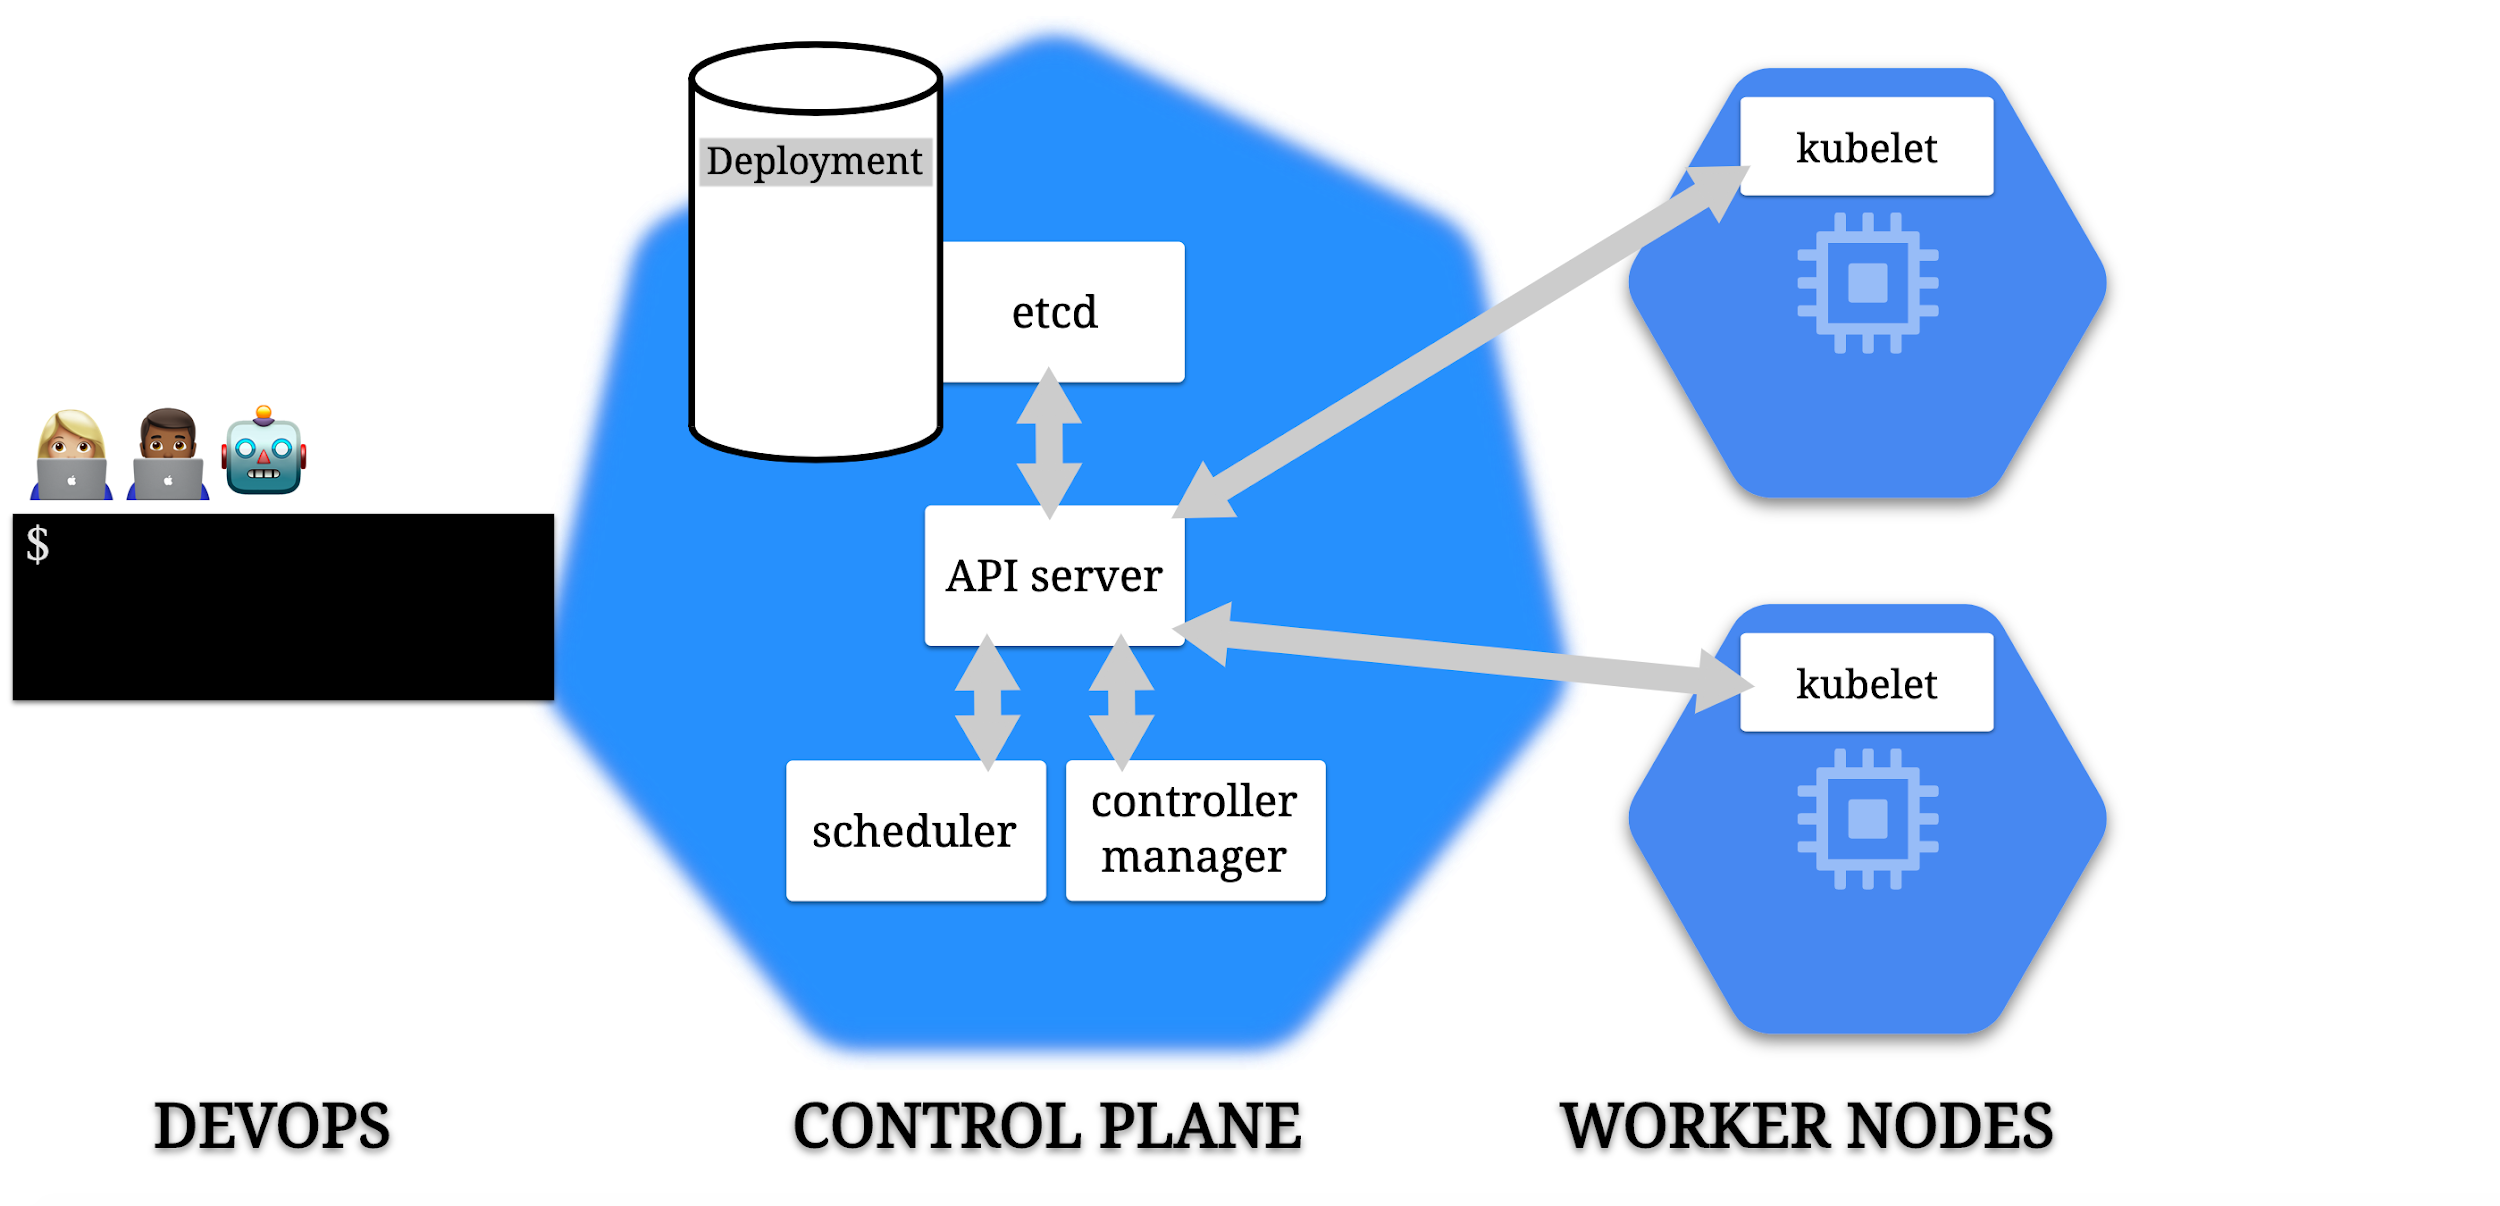 Deployment
etcd
$
API server
scheduler
controller
manager
kubelet
kubelet
DEVOPS
CONTROL PLANE
WORKER NODES